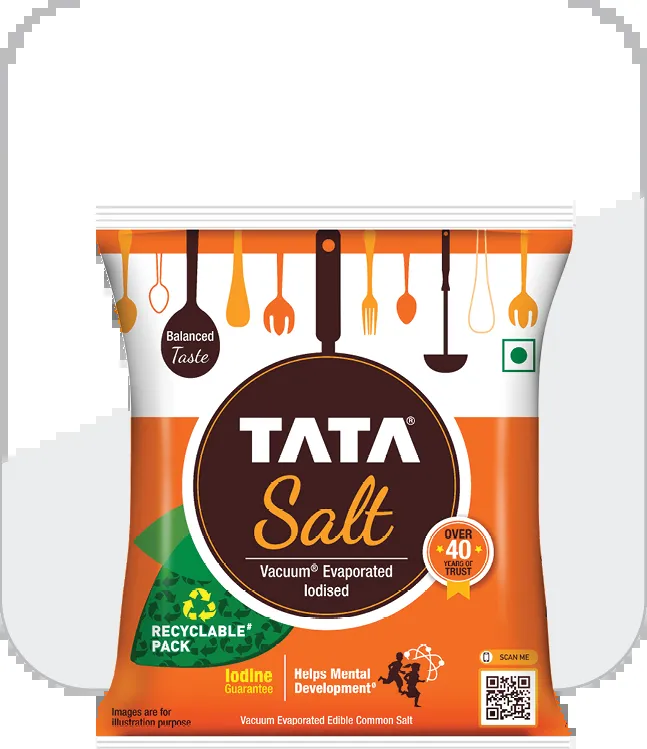 Balanced
Taste
TATA®
Salt
Vacuum® Evaporated
Iodised
OVER
40
YEARS OF
TRUST
RECYCLABLE#
PACK
Iodine
Guarantee
Helps Mental
Development⁰
SCAN ME
Images are for
illustration purpose
Vacuum Evaporated Edible Common Salt